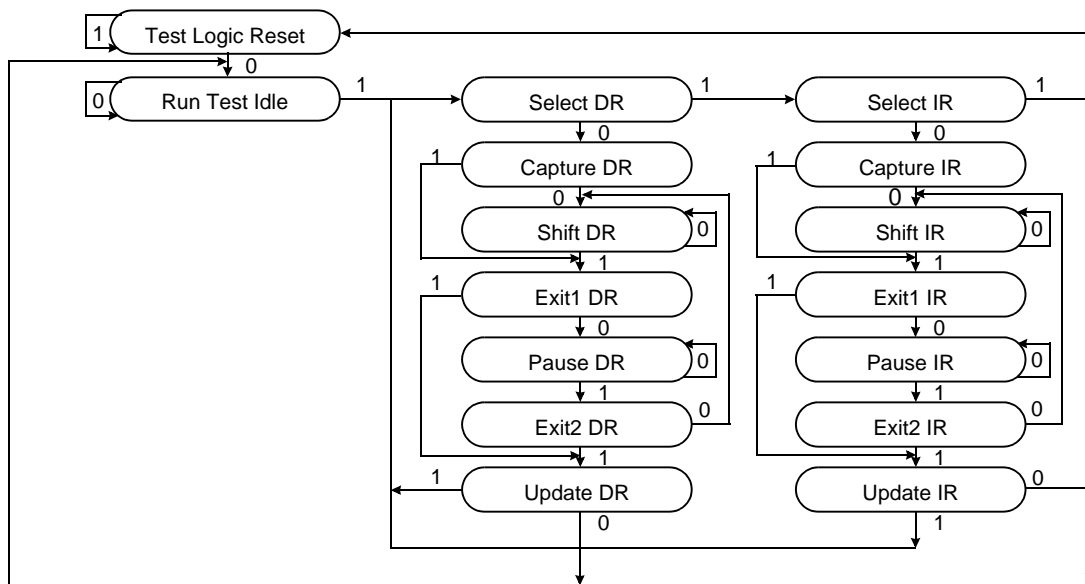 Test Logic Reset
1
0
Run Test Idle
0
1
Select DR
1
Select IR
1
0
0
Capture DR
1
Capture IR
1
0
0
Shift DR
0
Shift IR
0
1
1
Exit1 DR
1
Exit1 IR
1
0
0
Pause DR
0
Pause IR
0
1
1
Exit2 DR
0
Exit2 IR
0
1
1
Update DR
1
Update IR
0
0
1